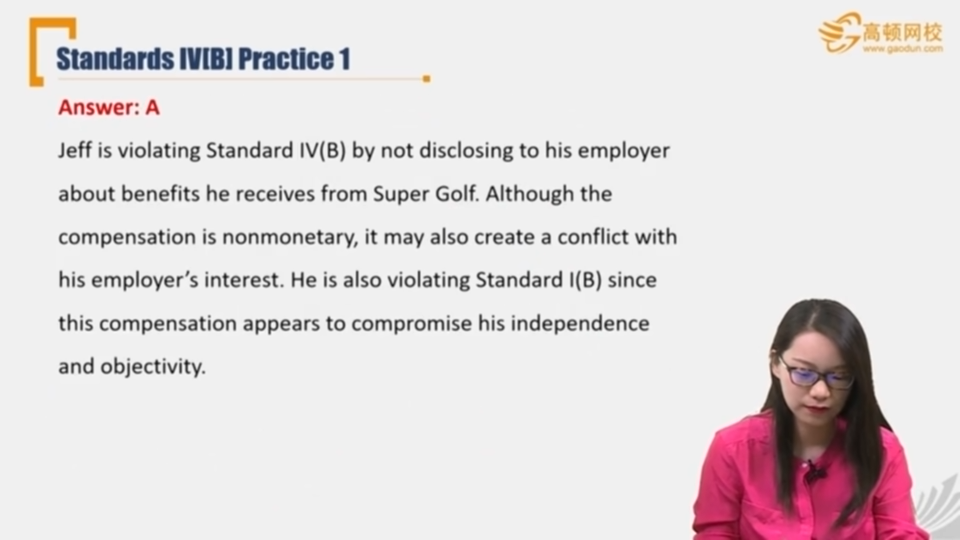 Standards IV[B] Practice 1
高顿网校
www.gaodun.com
Answer: A
Jeff is violating Standard IV(B) by not disclosing to his employer
about benefits he receives from Super Golf. Although the
compensation is nonmonetary, it may also create a conflict with
his employer's interest. He is also violating Standard I(B) since
this compensation appears to compromise his independence
and objectivity.